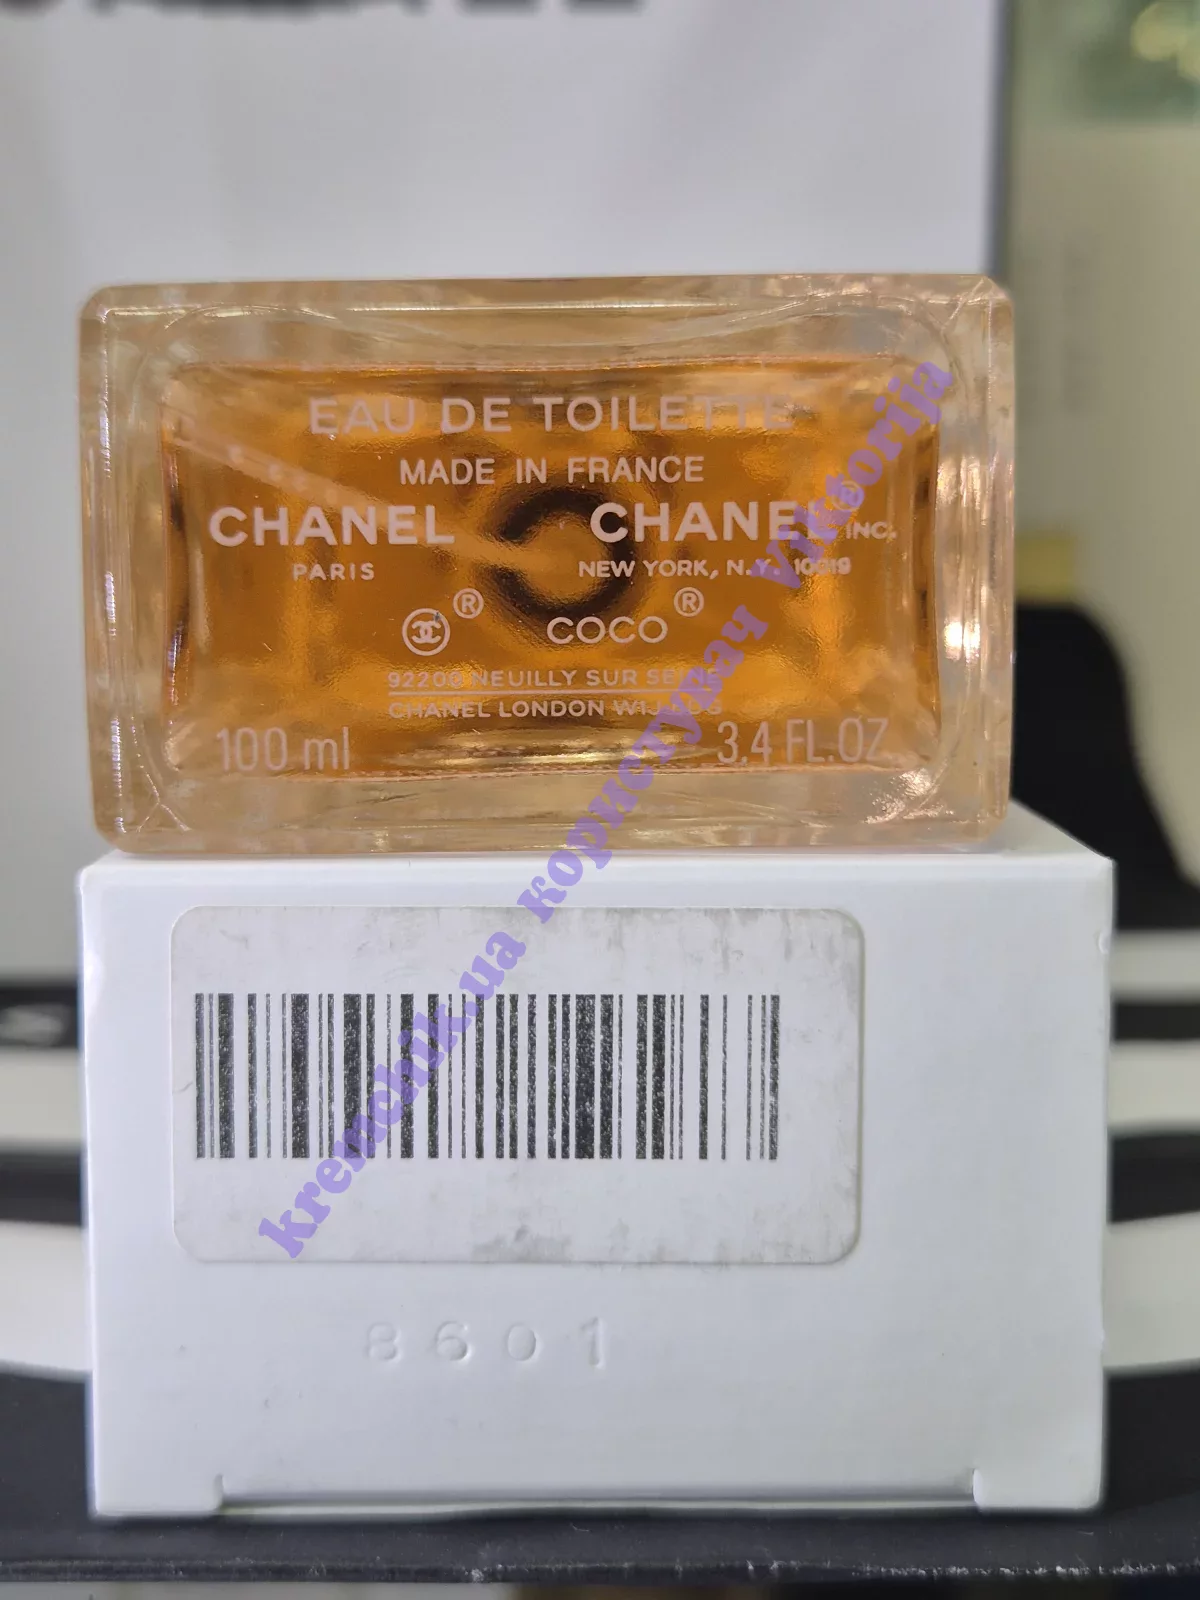 EAU DE TOILETTE
MADE IN FRANCE
CHANEL CHANEL INC.
PARIS NEW YORK, N.Y. 10019
® COCO ®
92200 NEUILLY SUR SEINE
CHANEL LONDON W1J
100 ml 3.4 FL.OZ
kremchik.ua користувач viktorija
8601